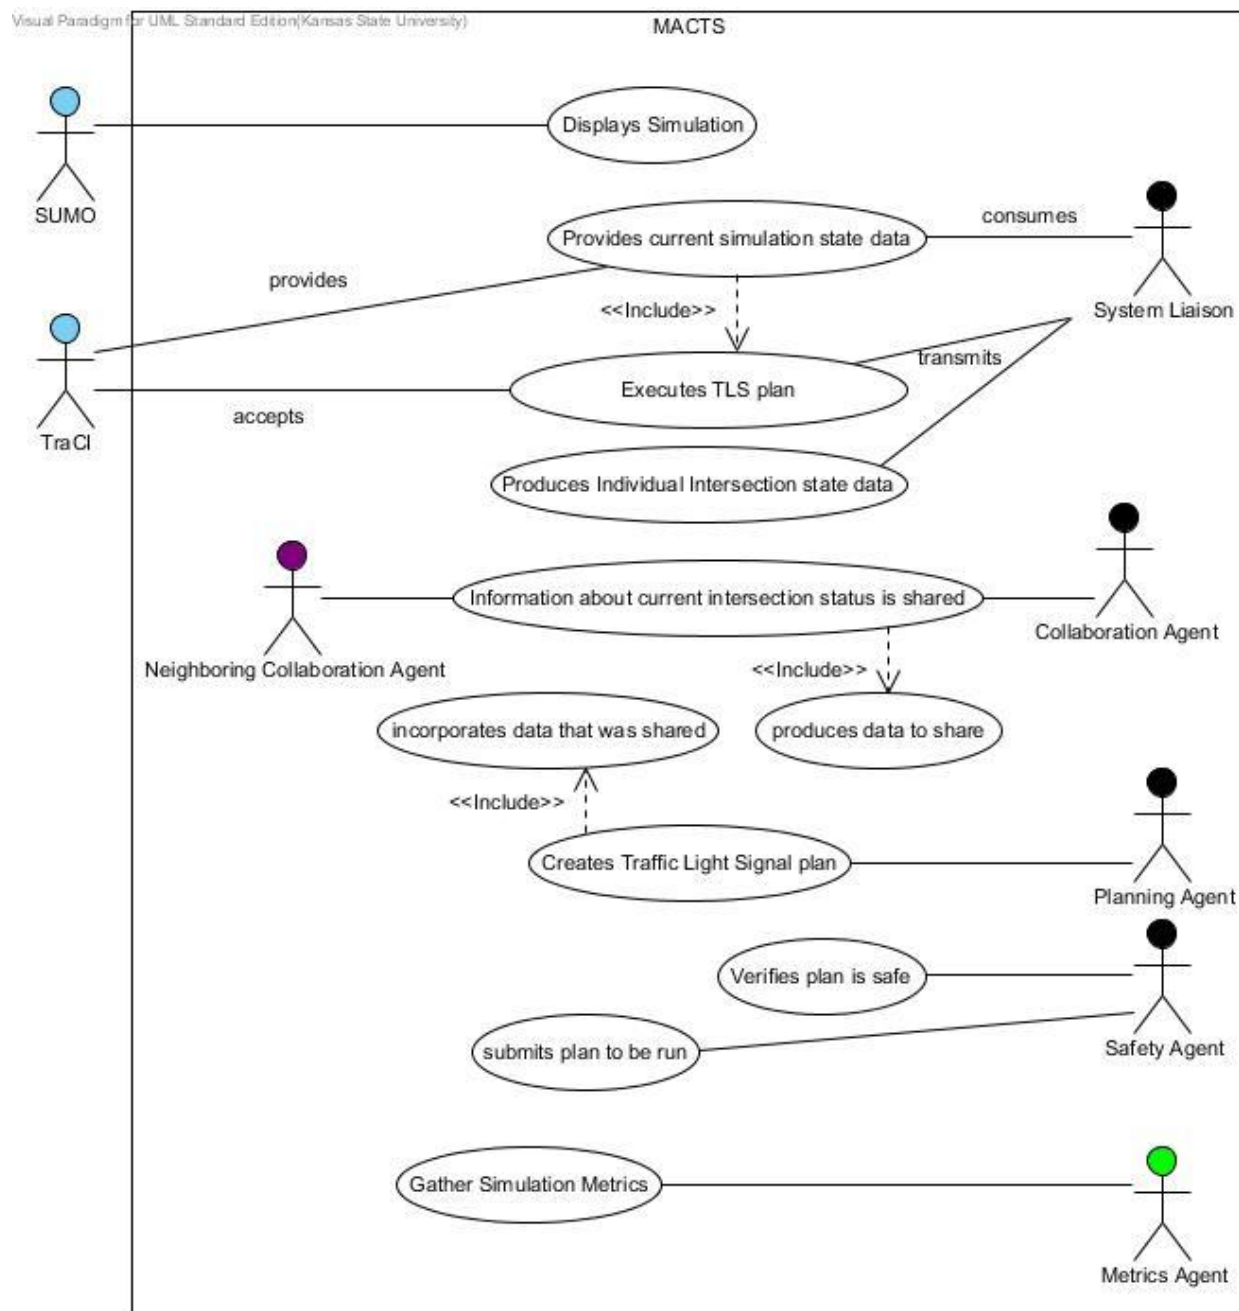 Visual Paradigm for UML Standard Edition(Kansas State University)
MACTS
Displays Simulation
SUMO
Provides current simulation state data
consumes
System Liaison
provides
<<Include>>
transmits
Executes TLS plan
accepts
TraCI
Produces Individual Intersection state data
Information about current intersection status is shared
Collaboration Agent
Neighboring Collaboration Agent
<<Include>>
incorporates data that was shared
produces data to share
<<Include>>
Creates Traffic Light Signal plan
Planning Agent
Verifies plan is safe
submits plan to be run
Safety Agent
Gather Simulation Metrics
Metrics Agent